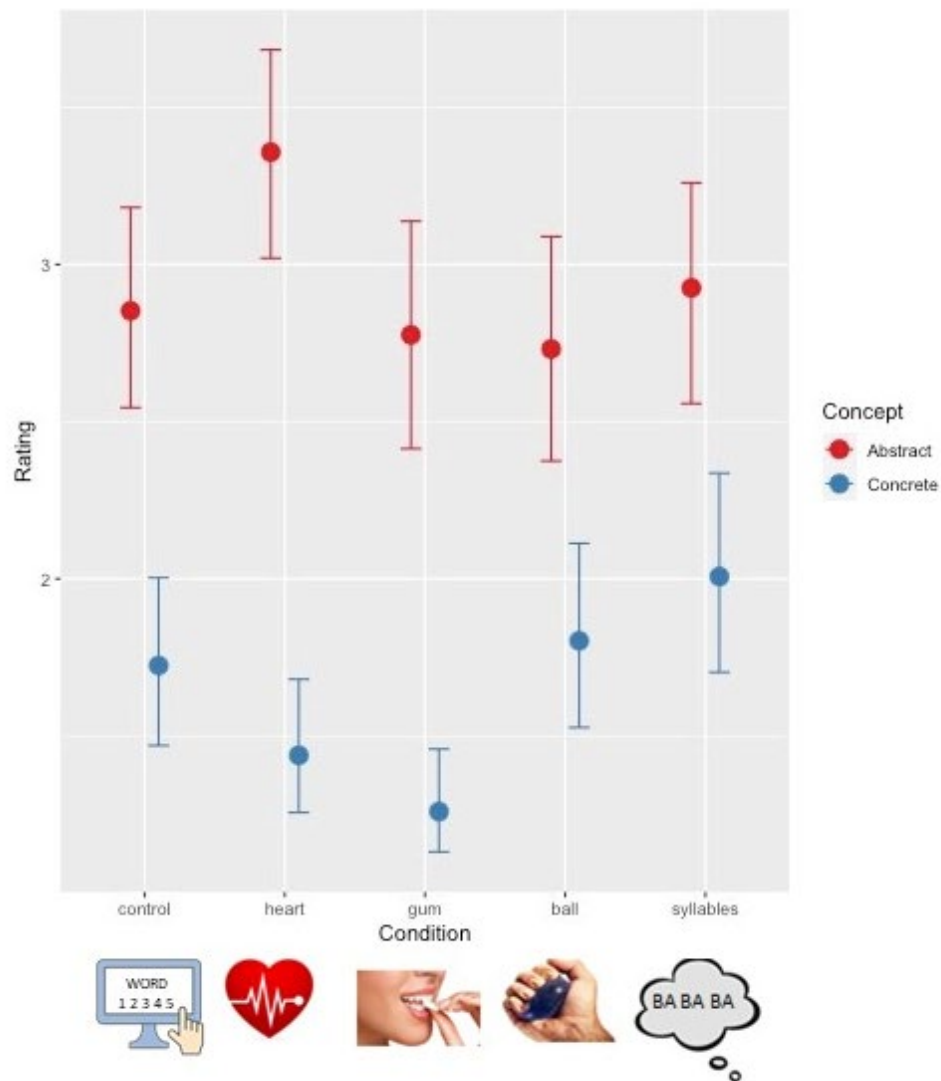 3
2
Rating
control heart gum ball syllables
Condition
Concept
Abstract
Concrete
WORD
1 2 3 4 5
BA BA BA